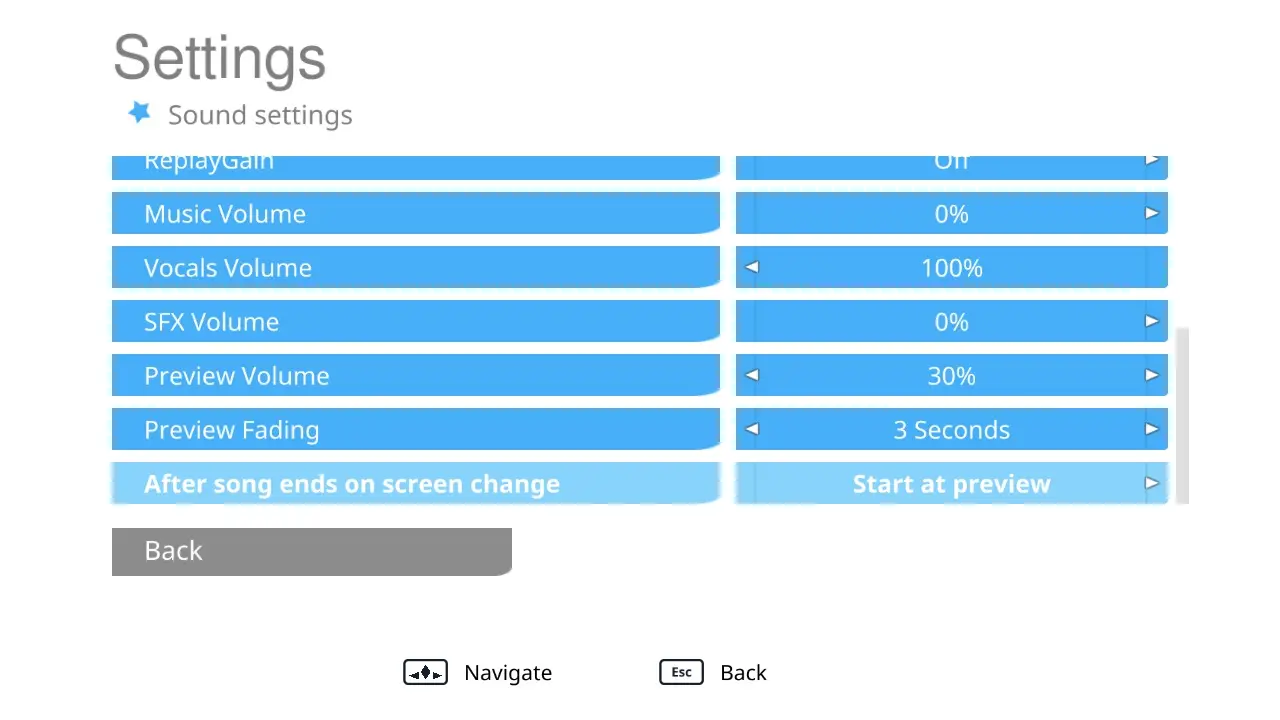 Settings
Sound settings
ReplayGain Off
Music Volume 0%
Vocals Volume 100%
SFX Volume 0%
Preview Volume 30%
Preview Fading 3 Seconds
After song ends on screen change Start at preview
Back
Navigate Esc Back